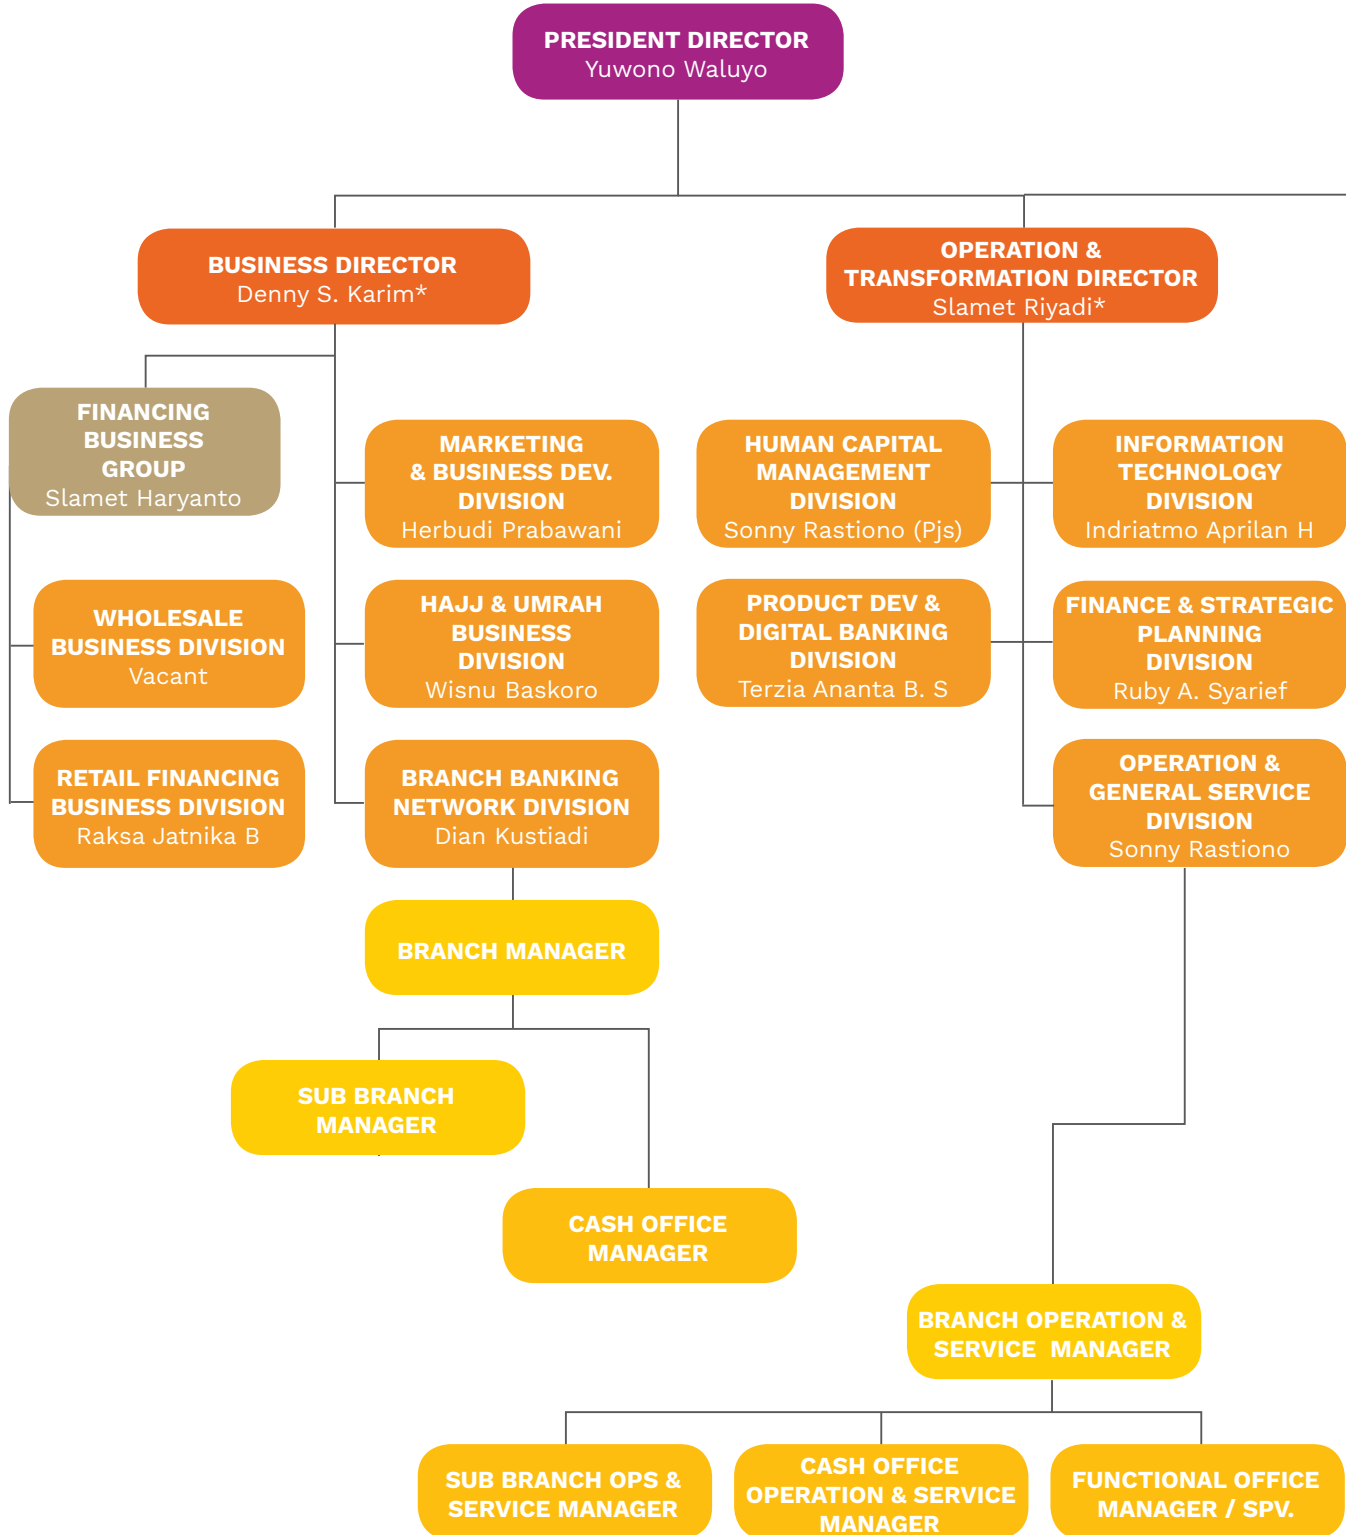 PRESIDENT DIRECTOR
Yuwono Waluyo
BUSINESS DIRECTOR
Denny S. Karim*
OPERATION &
TRANSFORMATION DIRECTOR
Slamet Riyadi*
FINANCING
BUSINESS
GROUP
Slamet Haryanto
MARKETING
& BUSINESS DEV.
DIVISION
Herbudi Prabawani
HUMAN CAPITAL
MANAGEMENT
DIVISION
Sonny Rastiono (Pjs)
INFORMATION
TECHNOLOGY
DIVISION
Indriatmo Aprilan H
WHOLESALE
BUSINESS DIVISION
Vacant
HAJJ & UMRAH
BUSINESS
DIVISION
Wisnu Baskoro
PRODUCT DEV &
DIGITAL BANKING
DIVISION
Terzia Ananta B. S
FINANCE & STRATEGIC
PLANNING
DIVISION
Ruby A. Syarief
RETAIL FINANCING
BUSINESS DIVISION
Raksa Jatnika B
BRANCH BANKING
NETWORK DIVISION
Dian Kustiadi
OPERATION &
GENERAL SERVICE
DIVISION
Sonny Rastiono
BRANCH MANAGER
SUB BRANCH
MANAGER
CASH OFFICE
MANAGER
BRANCH OPERATION &
SERVICE MANAGER
SUB BRANCH OPS &
SERVICE MANAGER
CASH OFFICE
OPERATION & SERVICE
MANAGER
FUNCTIONAL OFFICE
MANAGER / SPV.